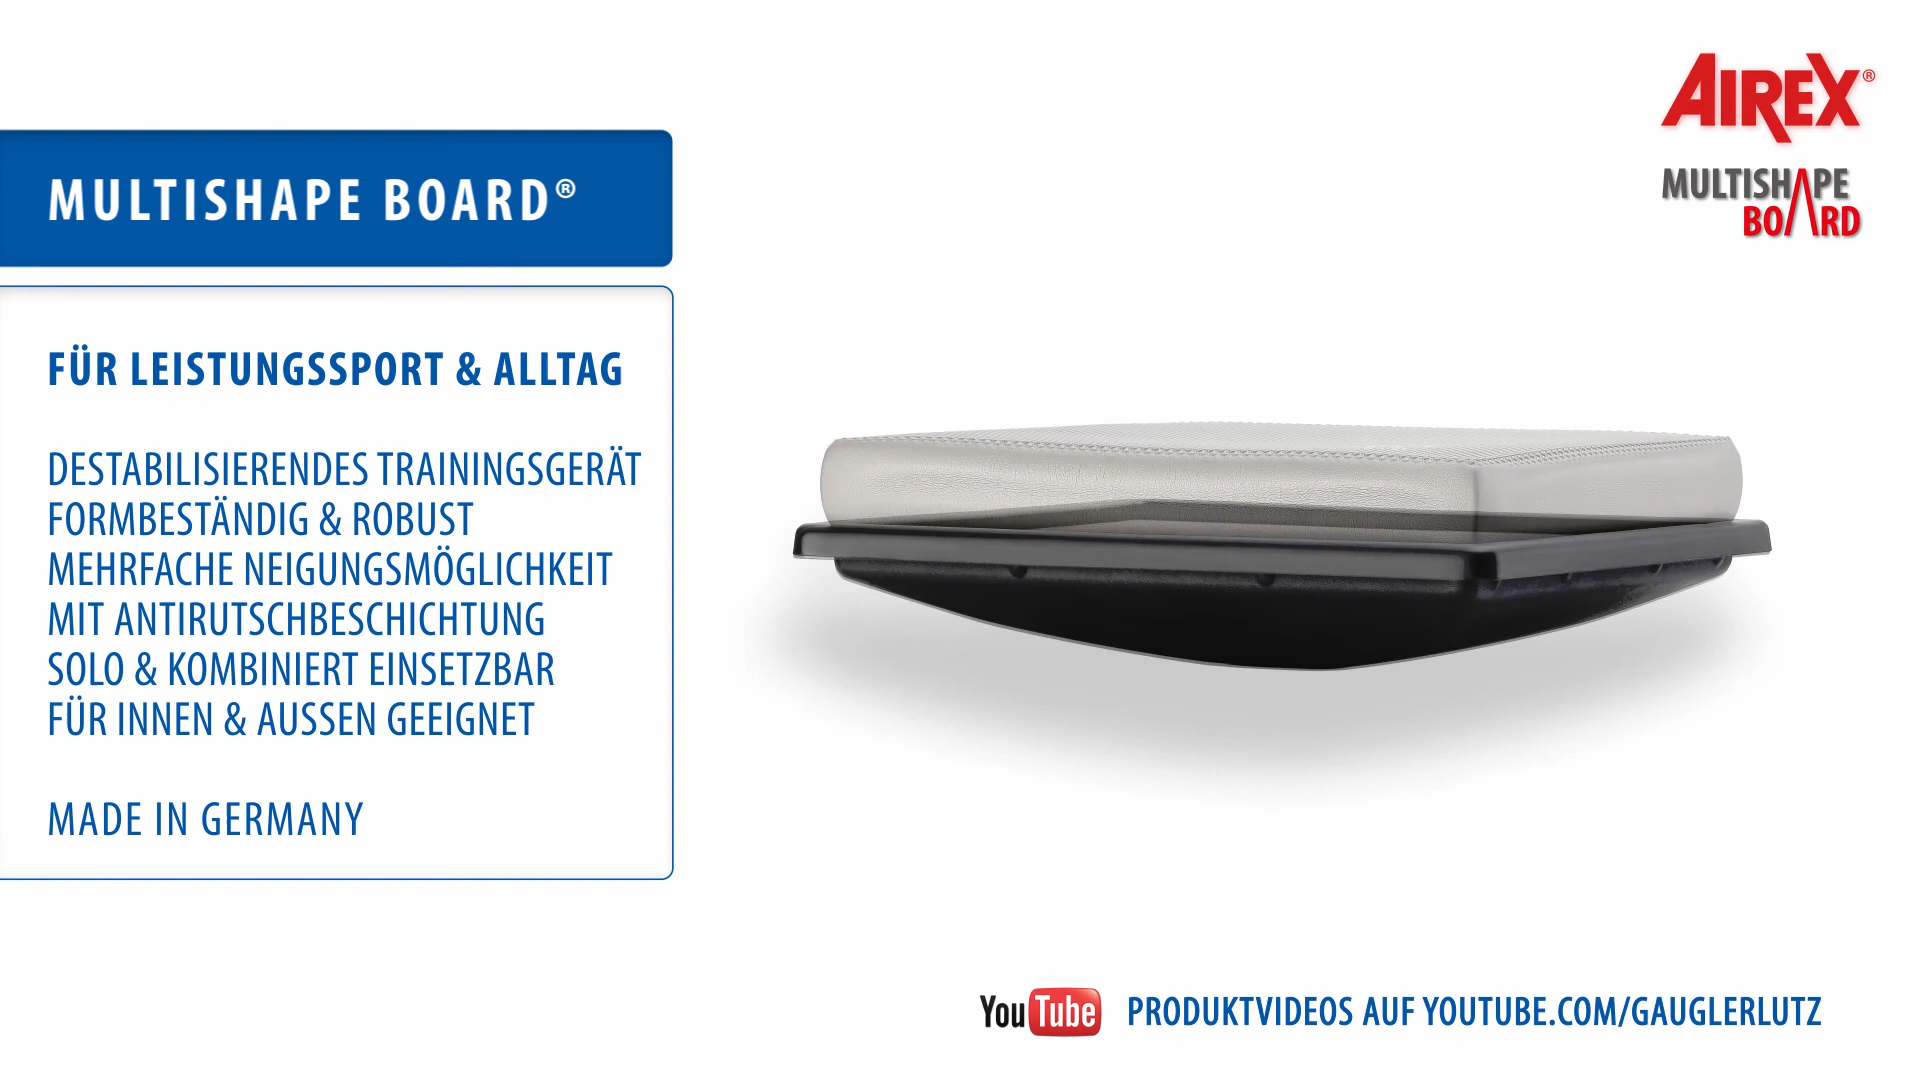 AIREX®
MULTISHAPE
BOARD
MULTISHAPE BOARD®
FÜR LEISTUNGSSPORT & ALLTAG
DESTABILISIERENDES TRAININGSGERÄT
FORMBESTÄNDIG & ROBUST
MEHRFACHE NEIGUNGSMÖGLICHKEIT
MIT ANTIRUTSCHBESCHICHTUNG
SOLO & KOMBINIERT EINSETZBAR
FÜR INNEN & AUSSEN GEEIGNET
MADE IN GERMANY
YouTube PRODUKTVIDEOS AUF YOUTUBE.COM/GAUGLERLUTZ